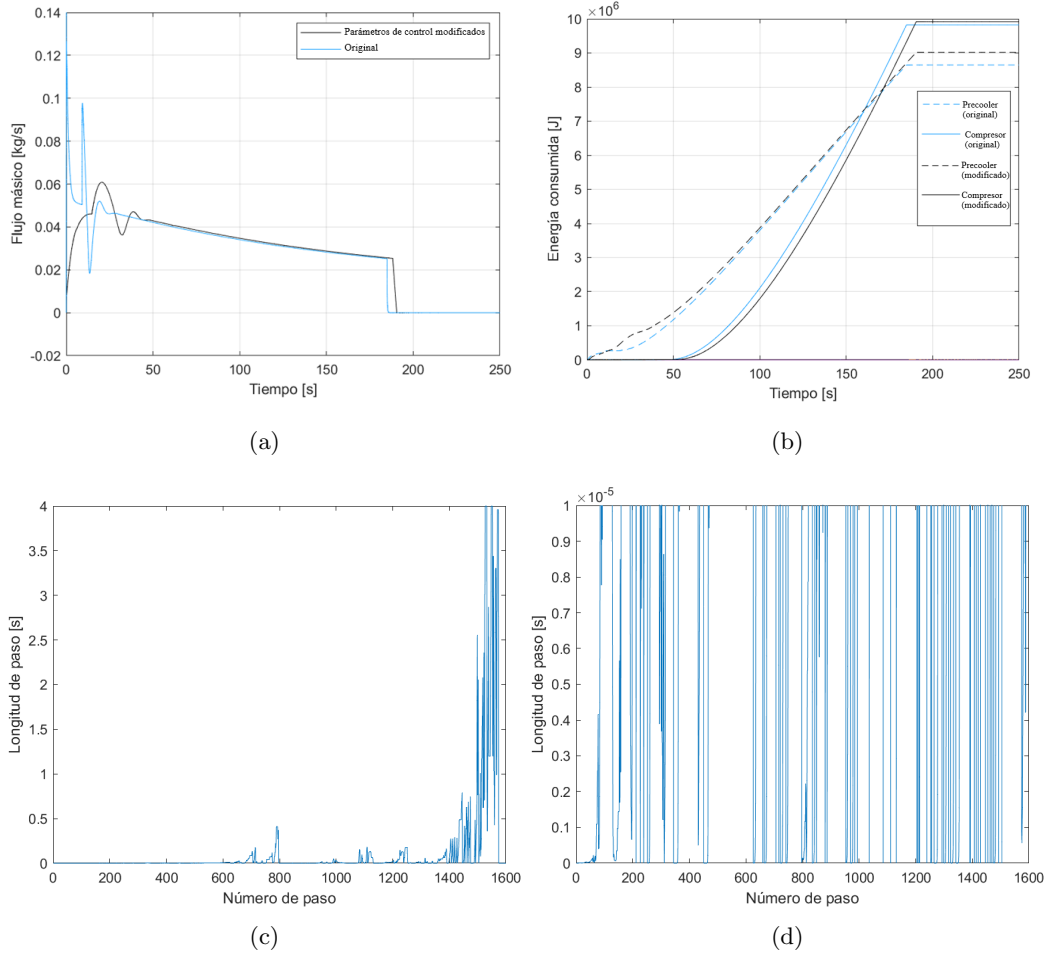 0.14
0.12
0.1
0.08
0.06
0.04
0.02
0
-0.02
Flujo másico [kg/s]
Parámetros de control modificados
Original
0 50 100 150 200 250
Tiempo [s]
(a)
×10⁶
10
9
8
7
6
5
4
3
2
1
0
Energía consumida [J]
Precooler
(original)
Compresor
(original)
Precooler
(modificado)
Compresor
(modificado)
0 50 100 150 200 250
Tiempo [s]
(b)
4
3.5
3
2.5
2
1.5
1
0.5
0
Longitud de paso [s]
0 200 400 600 800 1000 1200 1400 1600
Número de paso
(c)
×10⁻⁵
1
0.9
0.8
0.7
0.6
0.5
0.4
0.3
0.2
0.1
0
Longitud de paso [s]
0 200 400 600 800 1000 1200 1400 1600
Número de paso
(d)